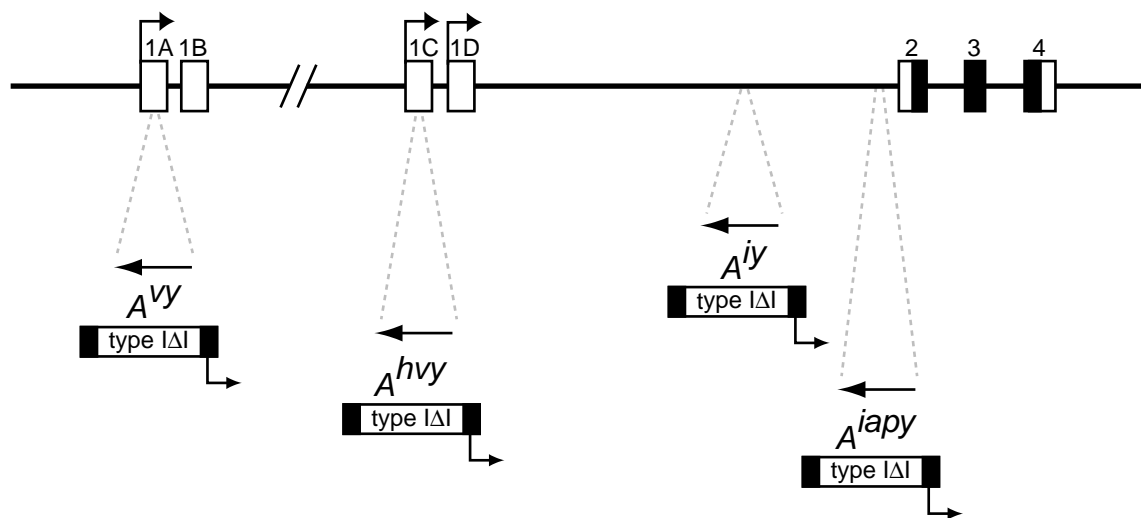 1A 1B 1C 1D 2 3 4
A^vy
type IΔI
A^hvy
type IΔI
A^iy
type IΔI
A^iapy
type IΔI